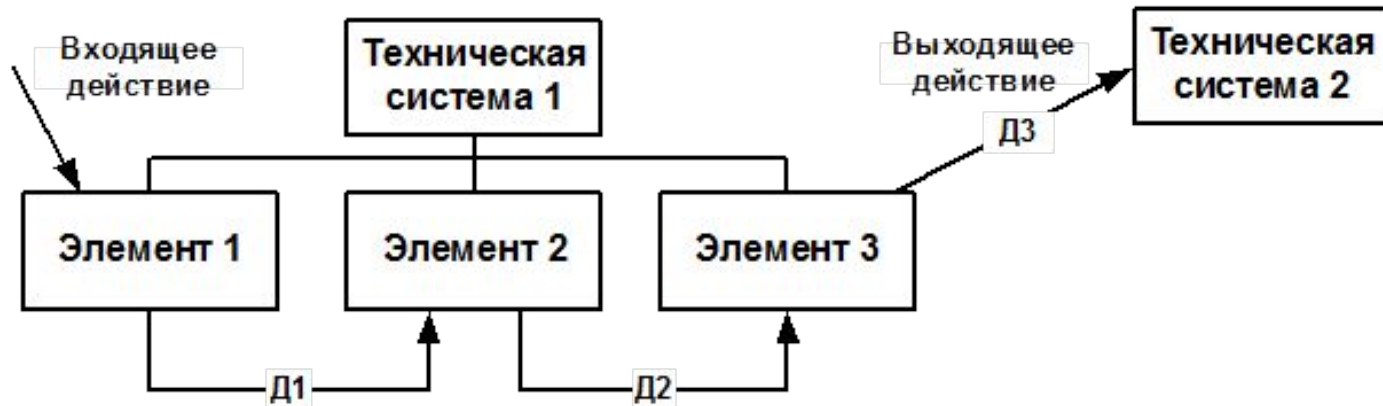 Входящее
действие
Техническая
система 1
Выходящее
действие
Д3
Техническая
система 2
Элемент 1
Элемент 2
Элемент 3
Д1
Д2